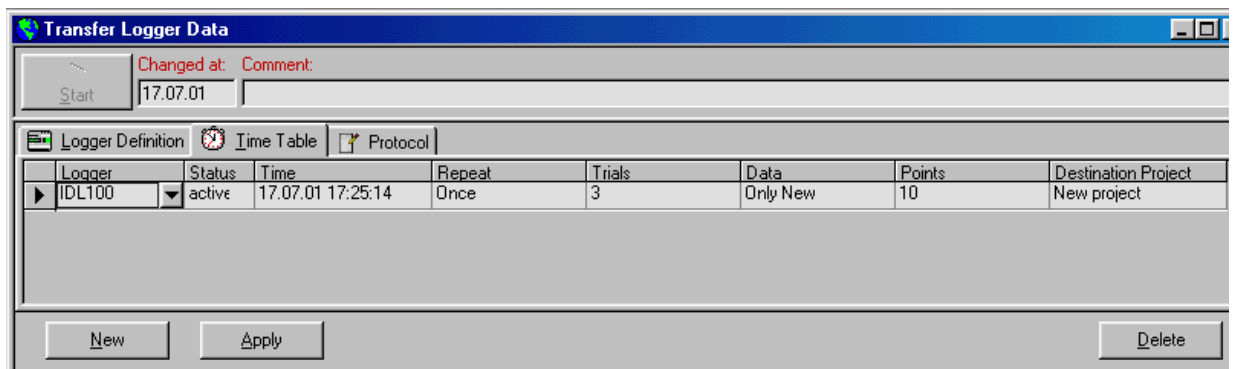 Transfer Logger Data
Changed at: Comment:
Start 17.07.01
Logger Definition Time Table Protocol
Logger Status Time Repeat Trials Data Points Destination Project
IDL100 active 17.07.01 17:25:14 Once 3 Only New 10 New project
New Apply Delete